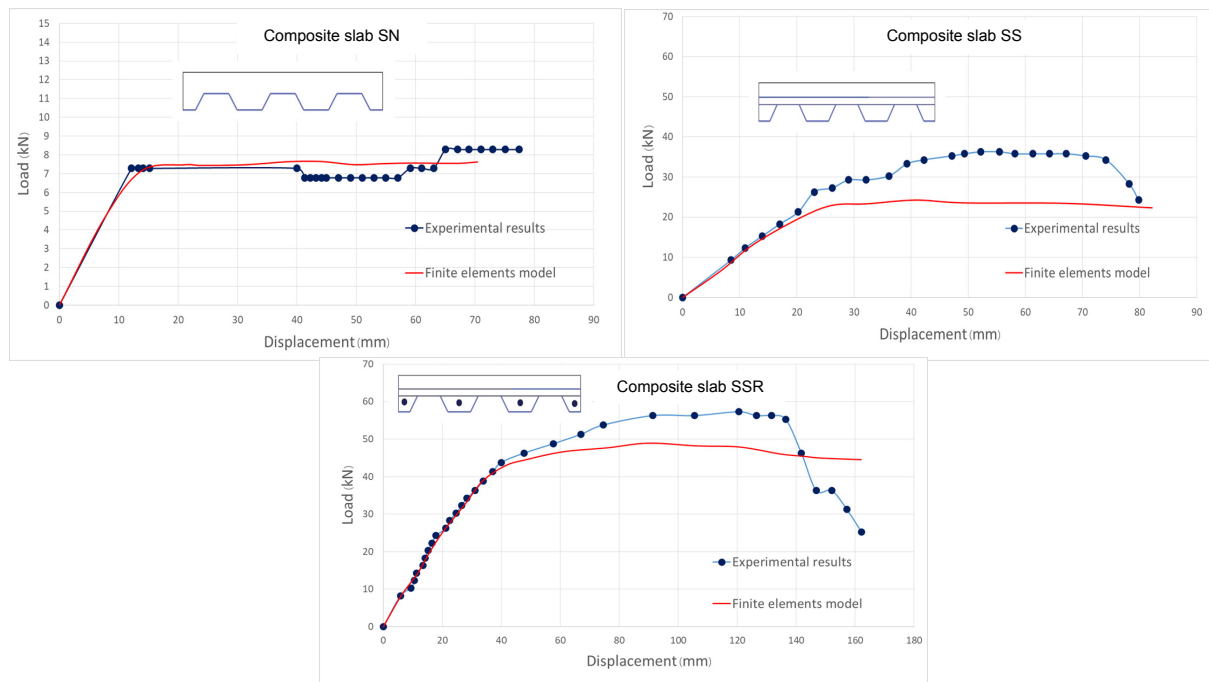 Composite slab SN
15
14
13
12
11
10
9
8
7
6
5
4
3
2
1
0
Load (kN)
Experimental results
Finite elements model
0 10 20 30 40 50 60 70 80 90
Displacement (mm)
Composite slab SS
70
60
50
40
30
20
10
0
Load (kN)
Experimental results
Finite elements model
0 10 20 30 40 50 60 70 80 90
Displacement (mm)
Composite slab SSR
70
60
50
40
30
20
10
0
Load (kN)
Experimental results
Finite elements model
0 20 40 60 80 100 120 140 160 180
Displacement (mm)